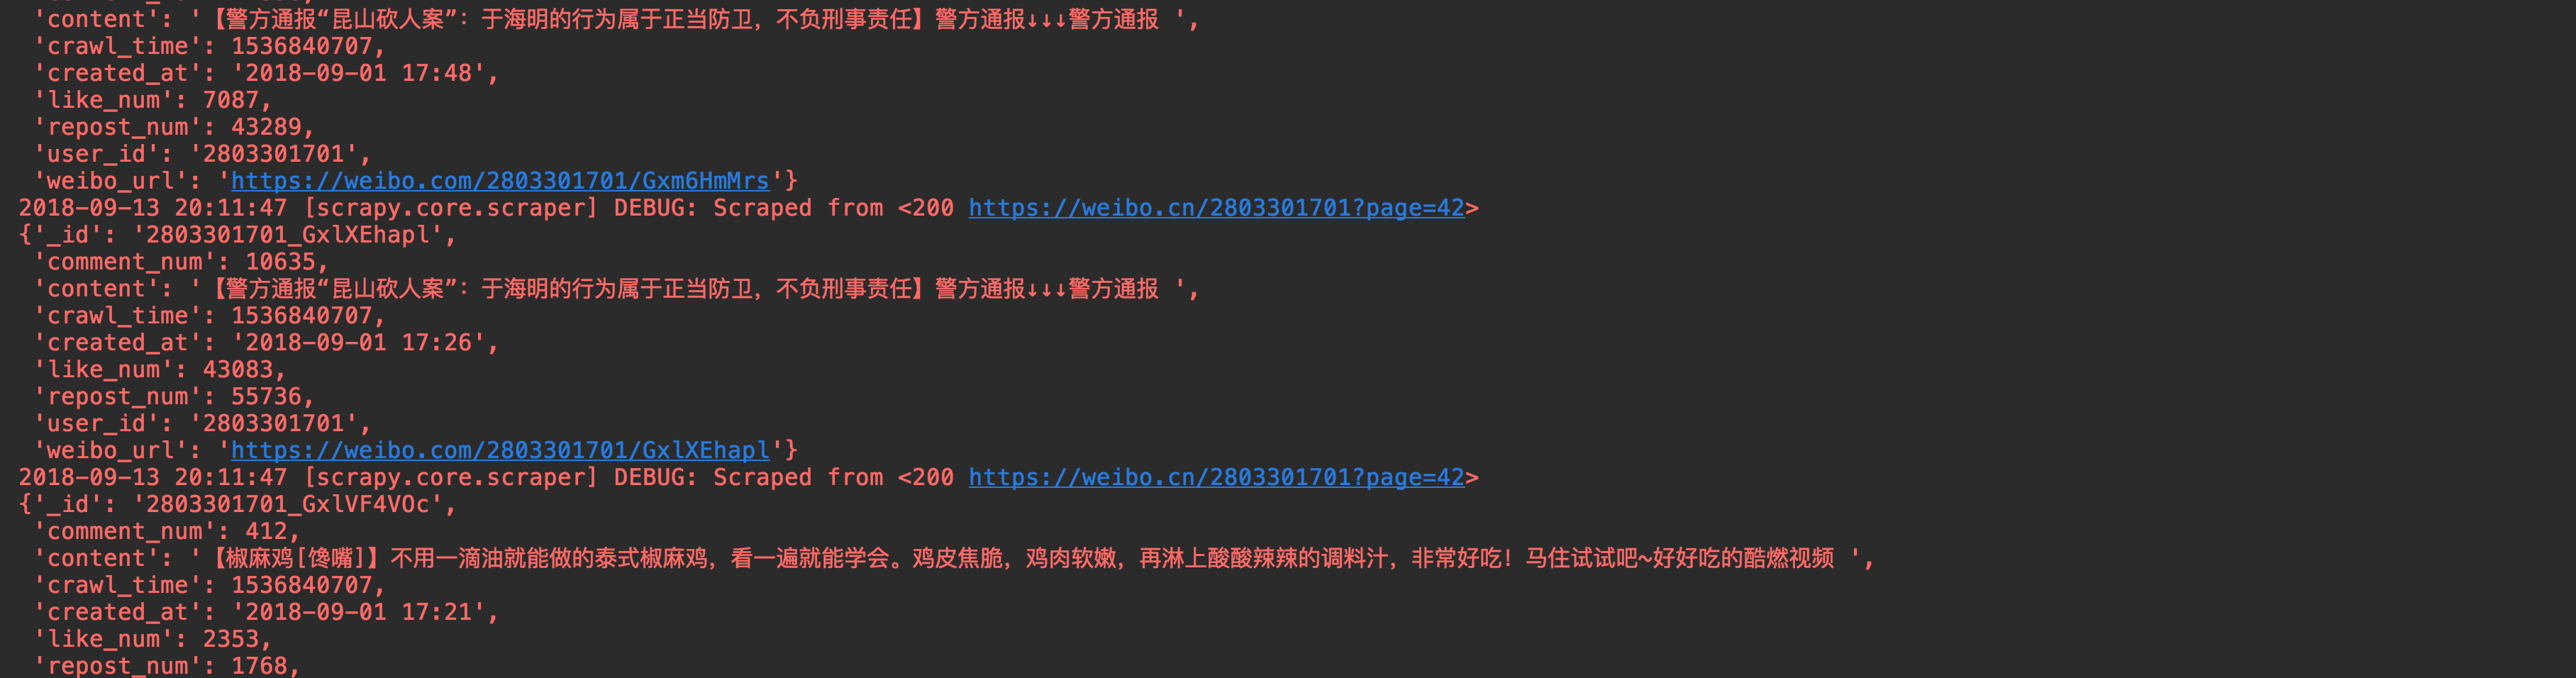 'content': '【警方通报“昆山砍人案”：于海明的行为属于正当防卫，不负刑事责任】警方通报↓↓↓警方通报 ',
'crawl_time': 1536840707,
'created_at': '2018-09-01 17:48',
'like_num': 7087,
'repost_num': 43289,
'user_id': '2803301701',
'weibo_url': 'https://weibo.com/2803301701/Gxm6HmMrs'}
2018-09-13 20:11:47 [scrapy.core.scraper] DEBUG: Scraped from <200 https://weibo.cn/2803301701?page=42>
{'_id': '2803301701_GxlXEhapl',
'comment_num': 10635,
'content': '【警方通报“昆山砍人案”：于海明的行为属于正当防卫，不负刑事责任】警方通报↓↓↓警方通报 ',
'crawl_time': 1536840707,
'created_at': '2018-09-01 17:26',
'like_num': 43083,
'repost_num': 55736,
'user_id': '2803301701',
'weibo_url': 'https://weibo.com/2803301701/GxlXEhapl'}
2018-09-13 20:11:47 [scrapy.core.scraper] DEBUG: Scraped from <200 https://weibo.cn/2803301701?page=42>
{'_id': '2803301701_GxlVF4VOc',
'comment_num': 412,
'content': '【椒麻鸡[馋嘴]】不用一滴油就能做的泰式椒麻鸡，看一遍就能学会。鸡皮焦脆，鸡肉软嫩，再淋上酸酸辣辣的调料汁，非常好吃！马住试试吧~好好吃的酷燃视频 ',
'crawl_time': 1536840707,
'created_at': '2018-09-01 17:21',
'like_num': 2353,
'repost_num': 1768,